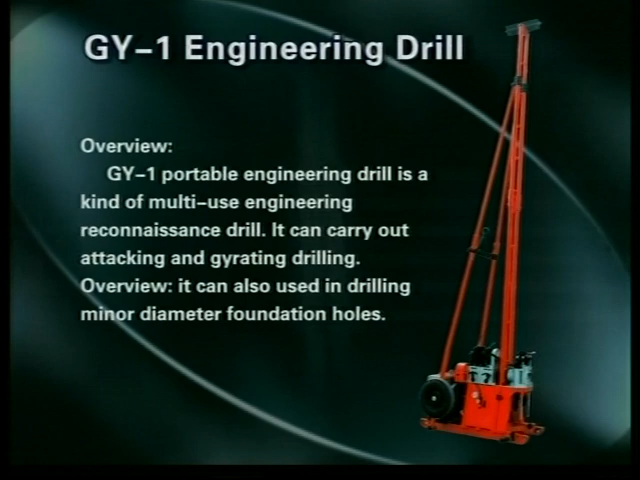 GY-1 Engineering Drill
Overview:
GY-1 portable engineering drill is a
kind of multi-use engineering
reconnaissance drill. It can carry out
attacking and gyrating drilling.
Overview: it can also used in drilling
minor diameter foundation holes.